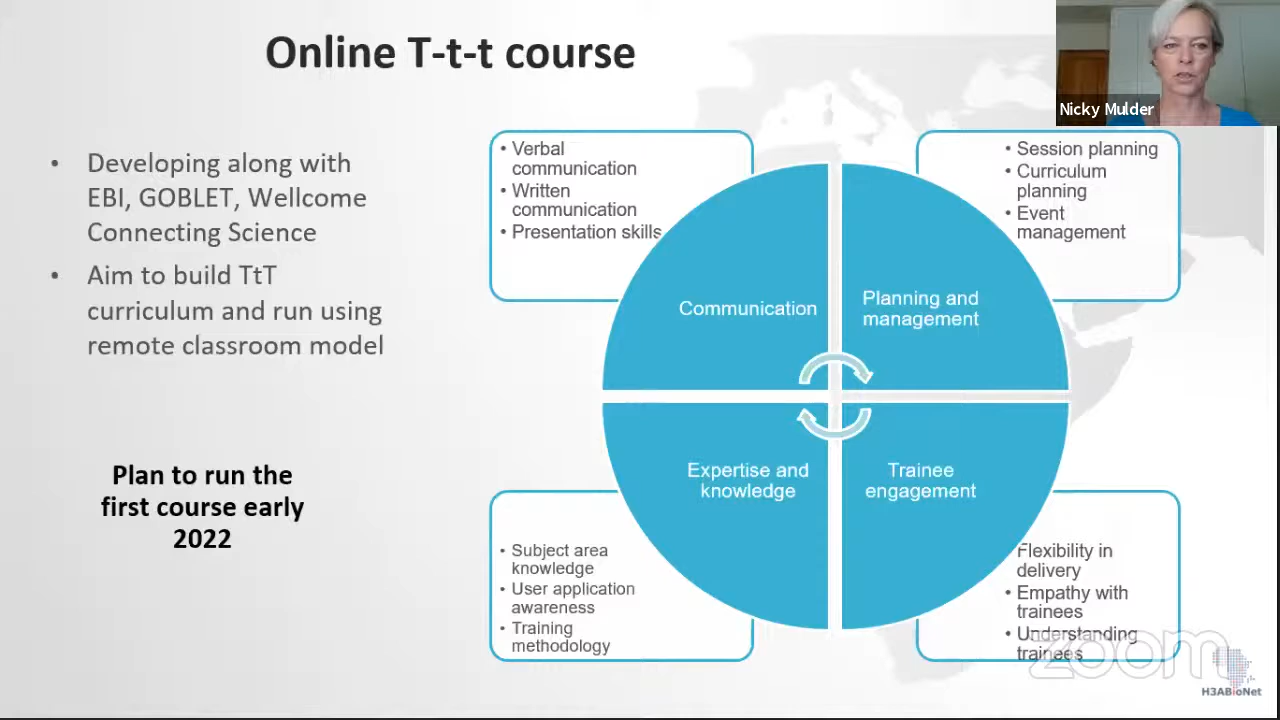 Online T-t-t course
Nicky Mulder
• Developing along with
EBI, GOBLET, Wellcome
Connecting Science
• Aim to build TtT
curriculum and run using
remote classroom model
Plan to run the
first course early
2022
• Verbal
communication
• Written
communication
• Presentation skills
• Session planning
• Curriculum
planning
• Event
management
Communication
Planning and
management
Expertise and
knowledge
Trainee
engagement
• Subject area
knowledge
• User application
awareness
• Training
methodology
Flexibility in
delivery
• Empathy with
trainees
• Understanding
trainees
zoom
H3ABioNet